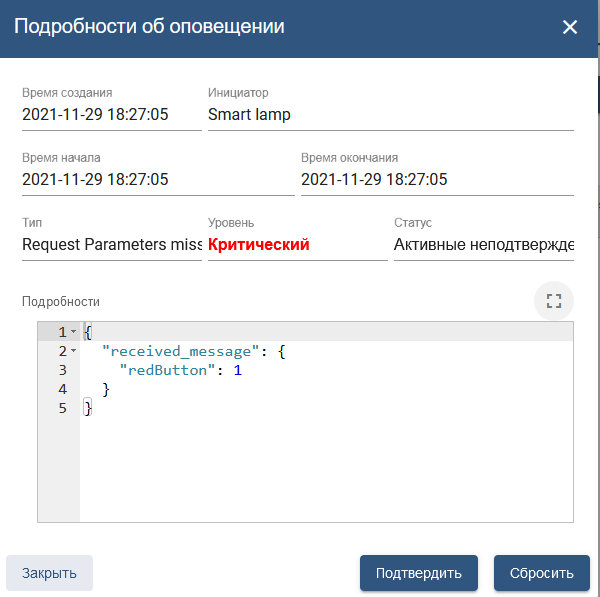 Подробности об оповещении
Время создания
Инициатор
2021-11-29 18:27:05
Smart lamp
Время начала
Время окончания
2021-11-29 18:27:05
2021-11-29 18:27:05
Тип
Уровень
Статус
Request Parameters miss
Критический
Активные неподтвержде
Подробности
1 {
2 "received_message": {
3 "redButton": 1
4 }
5 }
Закрыть
Подтвердить
Сбросить